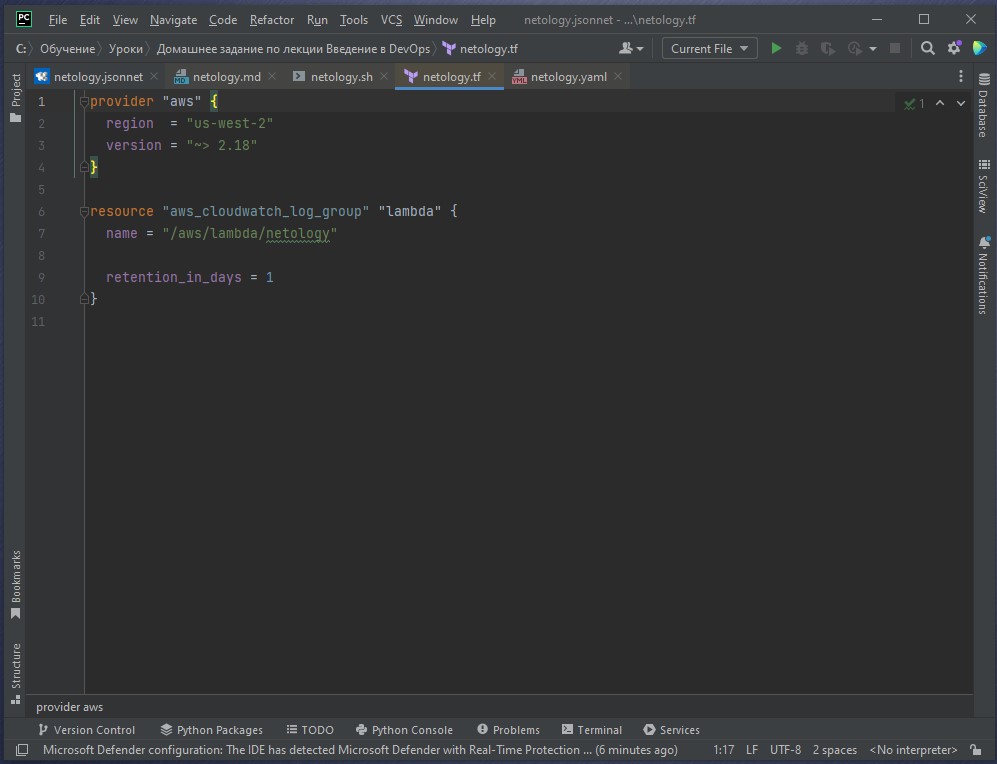 PC File Edit View Navigate Code Refactor Run Tools VCS Window Help netology.jsonnet - ...\netology.tf
C: Обучение Уроки Домашнее задание по лекции Введение в DevOps netology.tf Current File
netology.jsonnet netology.md netology.sh netology.tf netology.yaml
Project
1 provider "aws" {
2 region = "us-west-2"
3 version = "~> 2.18"
4 }
5
6 resource "aws_cloudwatch_log_group" "lambda" {
7 name = "/aws/lambda/netology"
8
9 retention_in_days = 1
10 }
11
1
Database
SciView
Notifications
Bookmarks
Structure
provider aws
Version Control Python Packages TODO Python Console Problems Terminal Services
Microsoft Defender configuration: The IDE has detected Microsoft Defender with Real-Time Protection ... (6 minutes ago) 1:17 LF UTF-8 2 spaces <No interpreter>